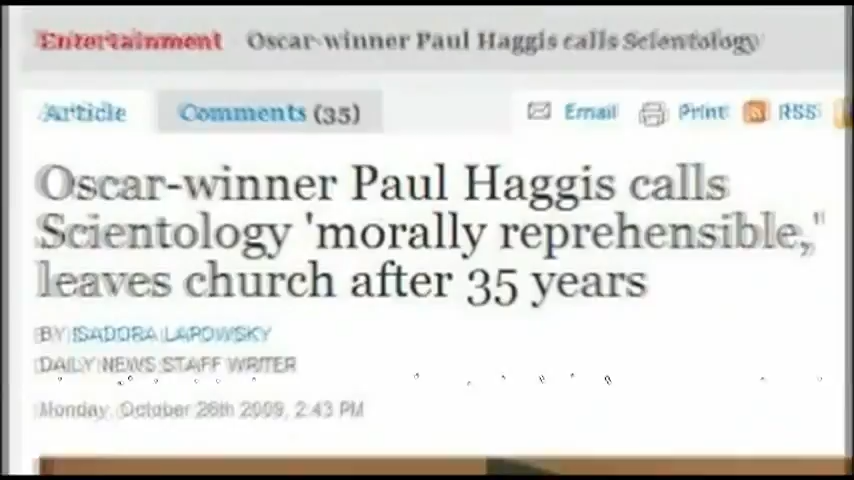 Entertainment Oscar-winner Paul Haggis calls Scientology
Article Comments (35) Email Print RSS
Oscar-winner Paul Haggis calls
Scientology 'morally reprehensible,"
leaves church after 35 years
BY ISADORA LAPOWSKY
DAILY NEWS STAFF WRITER
Monday, October 26th 2009, 2:43 PM